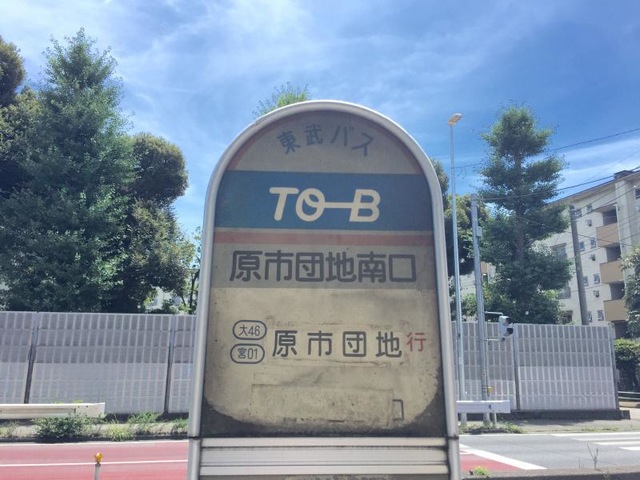 東武バス
TO-B
原市団地南口
大46
宮01
原市団地行